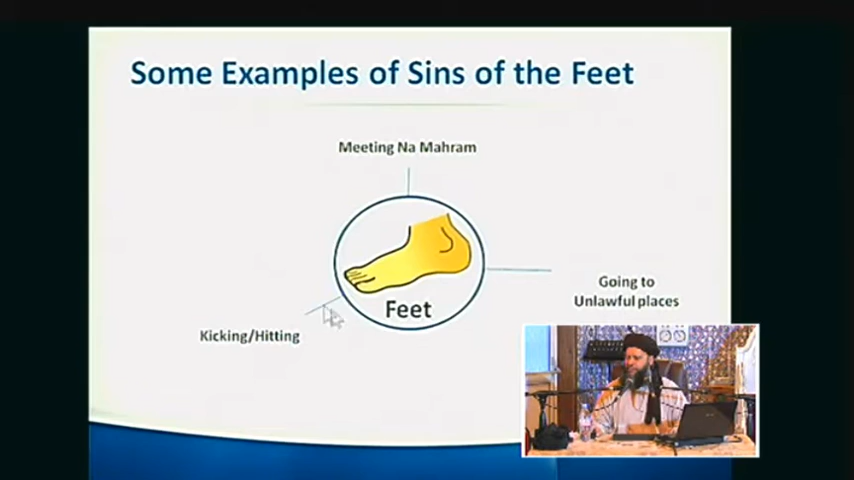 Some Examples of Sins of the Feet
Meeting Na Mahram
Going to
Unlawful places
Feet
Kicking/Hitting